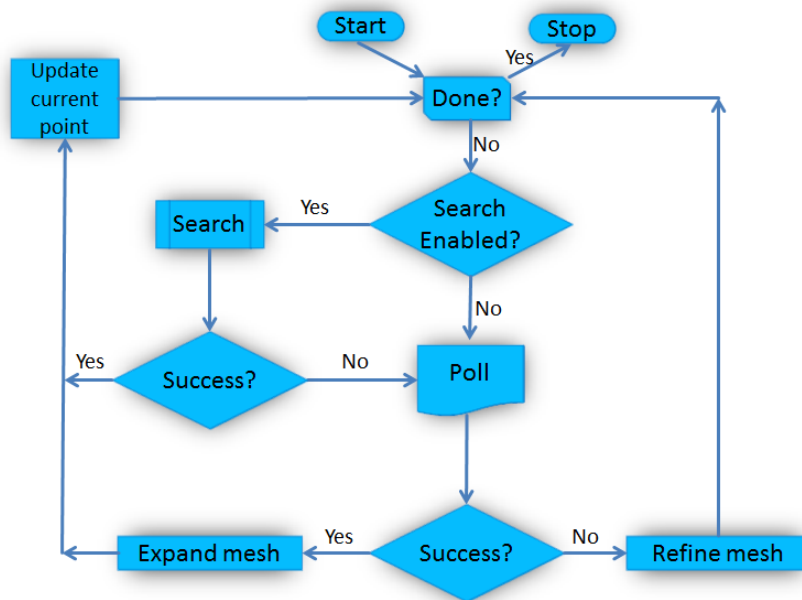 Start
Stop
Yes
Update
current
point
Done?
No
Search
Yes
Search
Enabled?
No
Yes
Success?
No
Poll
Expand mesh
Yes
Success?
No
Refine mesh